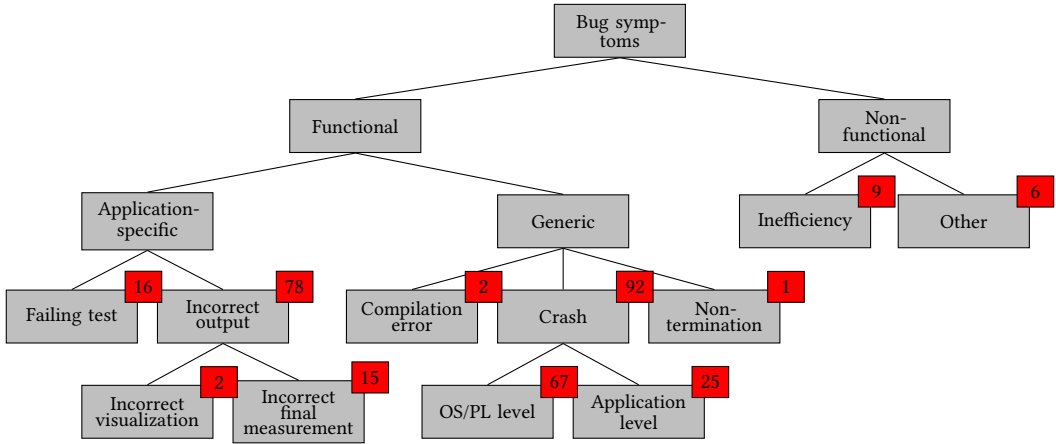 Bug symp-
toms
Functional
Non-
functional
Application-
specific
Generic
9
Inefficiency
6
Other
16
Failing test
78
Incorrect
output
2
Compilation
error
92
Crash
1
Non-
termination
2
Incorrect
visualization
15
Incorrect
final
measurement
67
OS/PL level
25
Application
level